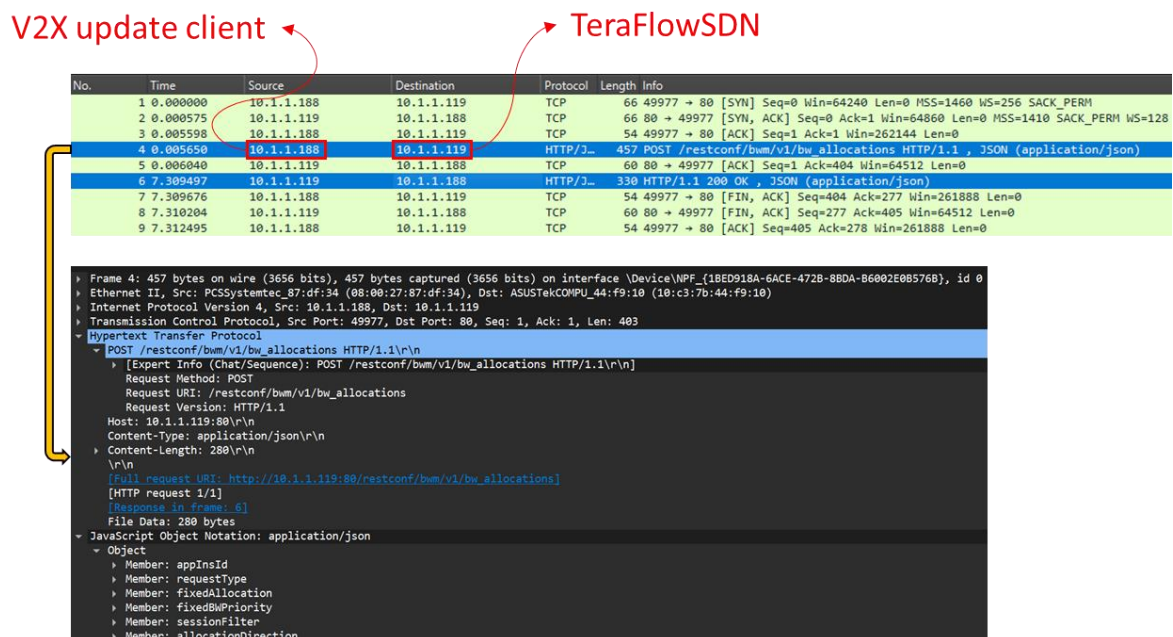 V2X update client
TeraFlowSDN
No. Time Source Destination Protocol Length Info
1 0.000000 10.1.1.188 10.1.1.119 TCP 66 49977 → 80 [SYN] Seq=0 Win=64240 Len=0 MSS=1460 WS=256 SACK_PERM
2 0.000575 10.1.1.119 10.1.1.188 TCP 66 80 → 49977 [SYN, ACK] Seq=0 Ack=1 Win=64860 Len=0 MSS=1410 SACK_PERM WS=128
3 0.005598 10.1.1.188 10.1.1.119 TCP 54 49977 → 80 [ACK] Seq=1 Ack=1 Win=262144 Len=0
4 0.005650 10.1.1.188 10.1.1.119 HTTP/J… 457 POST /restconf/bwm/v1/bw_allocations HTTP/1.1 , JSON (application/json)
5 0.006040 10.1.1.119 10.1.1.188 TCP 60 80 → 49977 [ACK] Seq=1 Ack=404 Win=64512 Len=0
6 7.309497 10.1.1.119 10.1.1.188 HTTP/J… 330 HTTP/1.1 200 OK , JSON (application/json)
7 7.309676 10.1.1.188 10.1.1.119 TCP 54 49977 → 80 [FIN, ACK] Seq=404 Ack=277 Win=261888 Len=0
8 7.310204 10.1.1.119 10.1.1.188 TCP 60 80 → 49977 [FIN, ACK] Seq=277 Ack=405 Win=64512 Len=0
9 7.312495 10.1.1.188 10.1.1.119 TCP 54 49977 → 80 [ACK] Seq=405 Ack=278 Win=261888 Len=0
Frame 4: 457 bytes on wire (3656 bits), 457 bytes captured (3656 bits) on interface \Device\NPF_{1BED918A-6ACE-472B-8BDA-B6002E0B576B}, id 0
Ethernet II, Src: PCSSystemtec_87:df:34 (08:00:27:87:df:34), Dst: ASUSTekCOMPU_44:f9:10 (10:c3:7b:44:f9:10)
Internet Protocol Version 4, Src: 10.1.1.188, Dst: 10.1.1.119
Transmission Control Protocol, Src Port: 49977, Dst Port: 80, Seq: 1, Ack: 1, Len: 403
Hypertext Transfer Protocol
POST /restconf/bwm/v1/bw_allocations HTTP/1.1\r\n
[Expert Info (Chat/Sequence): POST /restconf/bwm/v1/bw_allocations HTTP/1.1\r\n]
Request Method: POST
Request URI: /restconf/bwm/v1/bw_allocations
Request Version: HTTP/1.1
Host: 10.1.1.119:80\r\n
Content-Type: application/json\r\n
Content-Length: 280\r\n
\r\n
[Full request URI: http://10.1.1.119:80/restconf/bwm/v1/bw_allocations]
[HTTP request 1/1]
[Response in frame: 6]
File Data: 280 bytes
JavaScript Object Notation: application/json
Object
Member: appInsId
Member: requestType
Member: fixedAllocation
Member: fixedBWPriority
Member: sessionFilter
Member: allocationDirection